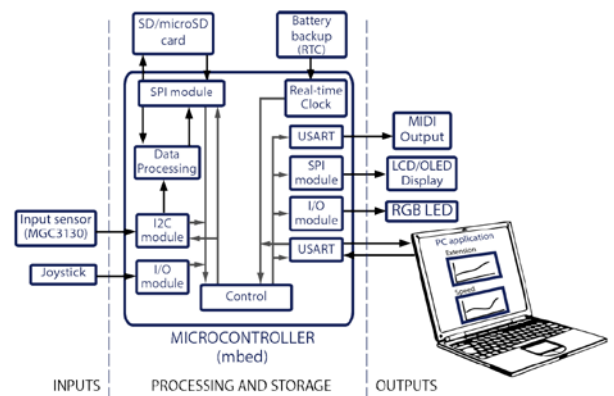 SD/microSD
card
Battery
backup
(RTC)
SPI module
Real-time
Clock
USART
MIDI
Output
Data
Processing
SPI
module
LCD/OLED
Display
Input sensor
(MGC3130)
I2C
module
I/O
module
RGB LED
USART
PC application
Extension
Speed
Joystick
I/O
module
Control
MICROCONTROLLER
(mbed)
INPUTS
PROCESSING AND STORAGE
OUTPUTS